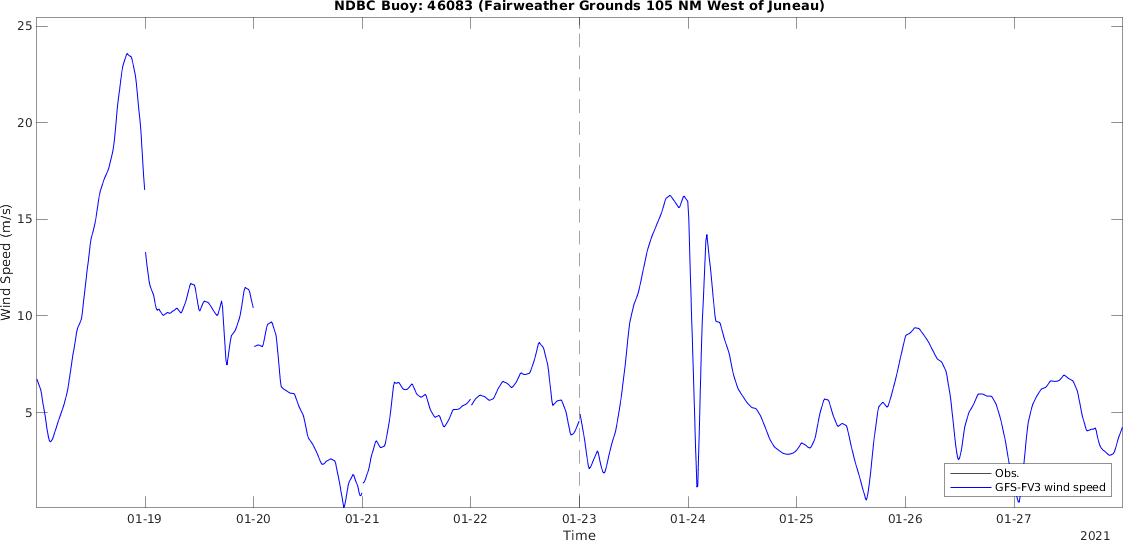 NDBC Buoy: 46083 (Fairweather Grounds 105 NM West of Juneau)
25
20
15
10
5
Wind Speed (m/s)
Obs.
GFS-FV3 wind speed
01-19 01-20 01-21 01-22 01-23 01-24 01-25 01-26 01-27
Time
2021